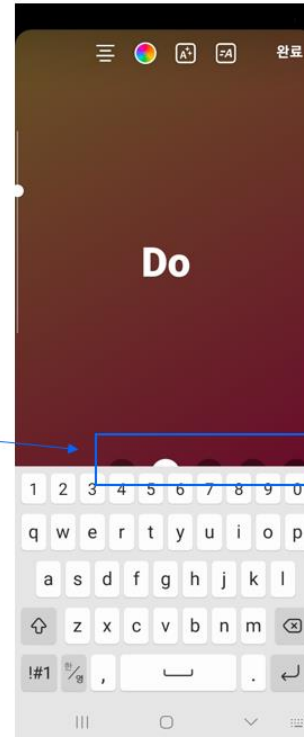 완료
Do
1 2 3 4 5 6 7 8 9 0
q w e r t y u i o p
a s d f g h j k l
z x c v b n m
!#1 한/영 , .